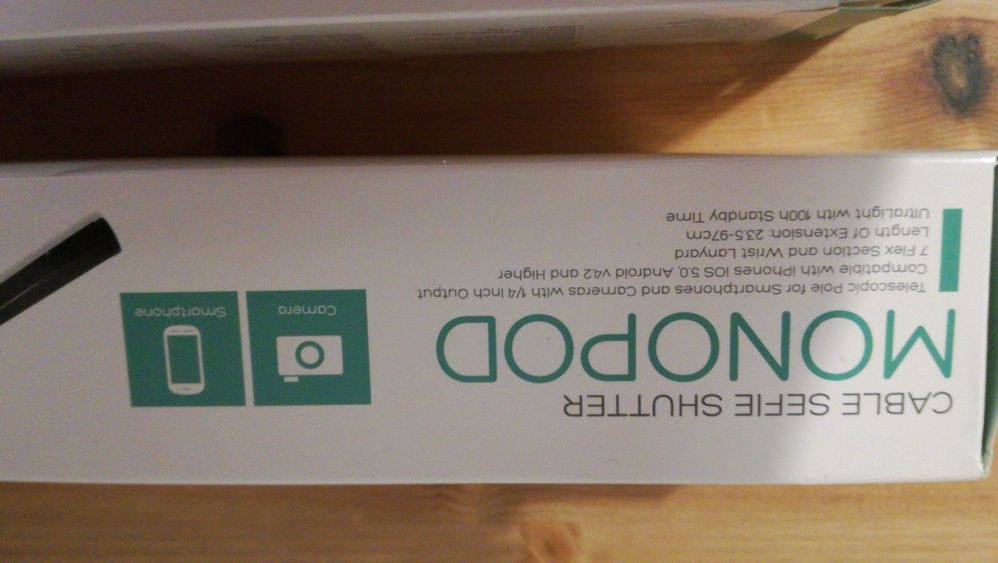 CABLE SEFIE SHUTTER
MONOPOD
Telescopic Pole for Smartphones and Cameras with 1/4 Inch Output
Compatible with iPhones iOS 5.0, Android v4.2 and Higher
7 Flex Section and Wrist Lanyard
Length Of Extension: 23.5-97cm
UltraLight with 100h Standby Time
Camera
Smartphone